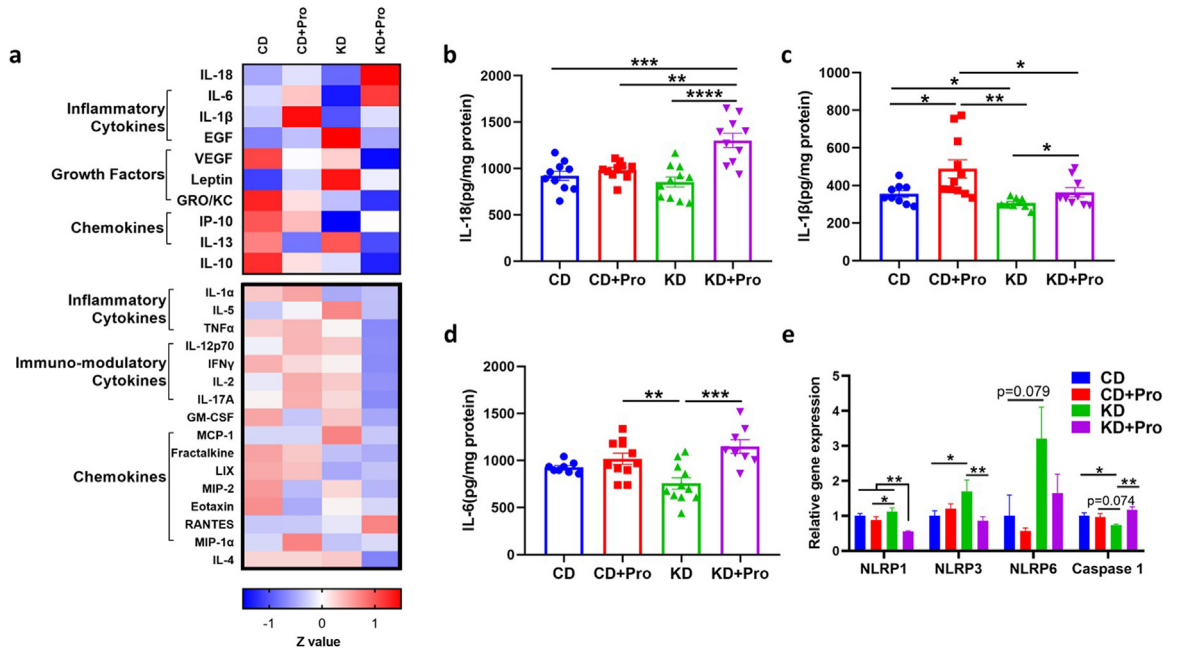 a
CD
CD+Pro
KD
KD+Pro
Inflammatory
Cytokines
Growth Factors
Chemokines
IL-18
IL-6
IL-1β
EGF
VEGF
Leptin
GRO/KC
IP-10
IL-13
IL-10
Inflammatory
Cytokines
Immuno-modulatory
Cytokines
Chemokines
IL-1α
IL-5
TNFα
IL-12p70
IFNγ
IL-2
IL-17A
GM-CSF
MCP-1
Fractalkine
LIX
MIP-2
Eotaxin
RANTES
MIP-1α
IL-4
-1 0 1
Z value
b
IL-18(pg/mg protein)
2000
1500
1000
500
0
***
**
****
CD CD+Pro KD KD+Pro
c
IL-1β(pg/mg protein)
1000
800
600
400
200
0
*
*
* **
*
CD CD+Pro KD KD+Pro
d
IL-6(pg/mg protein)
2000
1500
1000
500
0
** ***
CD CD+Pro KD KD+Pro
e
Relative gene expression
5
4
3
2
1
0
CD
CD+Pro
KD
KD+Pro
**
*
*
**
p=0.079
*
**
p=0.074
NLRP1 NLRP3 NLRP6 Caspase 1